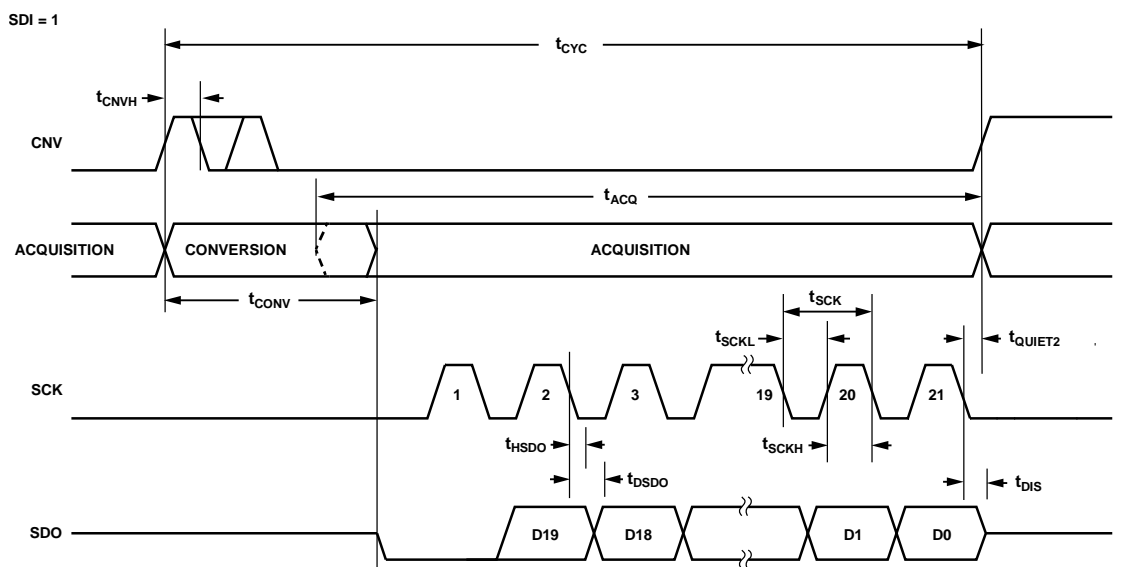 SDI = 1
tCYC
tCNVH
CNV
tACQ
ACQUISITION
CONVERSION
ACQUISITION
tCONV
tSCK
tSCKL
tQUIET2
SCK
1
2
3
19
20
21
tHSDO
tSCKH
tDSDO
tDIS
SDO
D19
D18
D1
D0